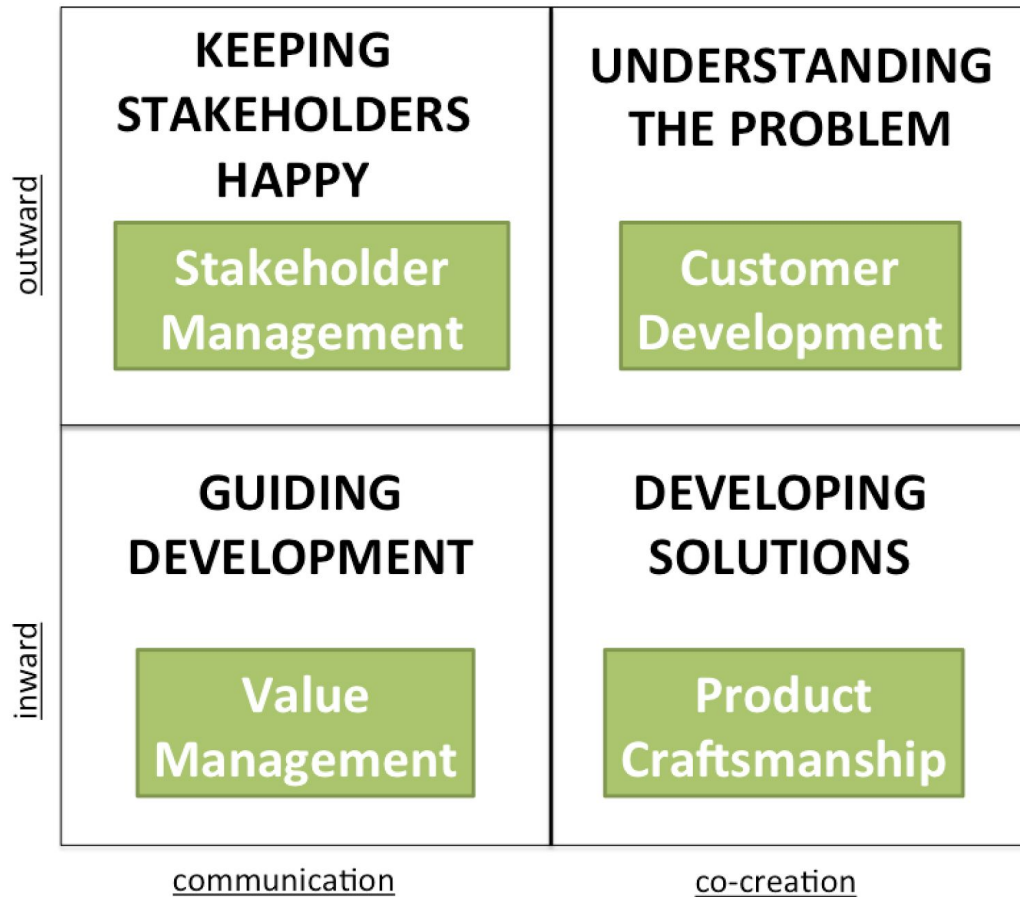 KEEPING
STAKEHOLDERS
HAPPY
Stakeholder
Management
UNDERSTANDING
THE PROBLEM
Customer
Development
outward
GUIDING
DEVELOPMENT
Value
Management
DEVELOPING
SOLUTIONS
Product
Craftsmanship
inward
communication
co-creation